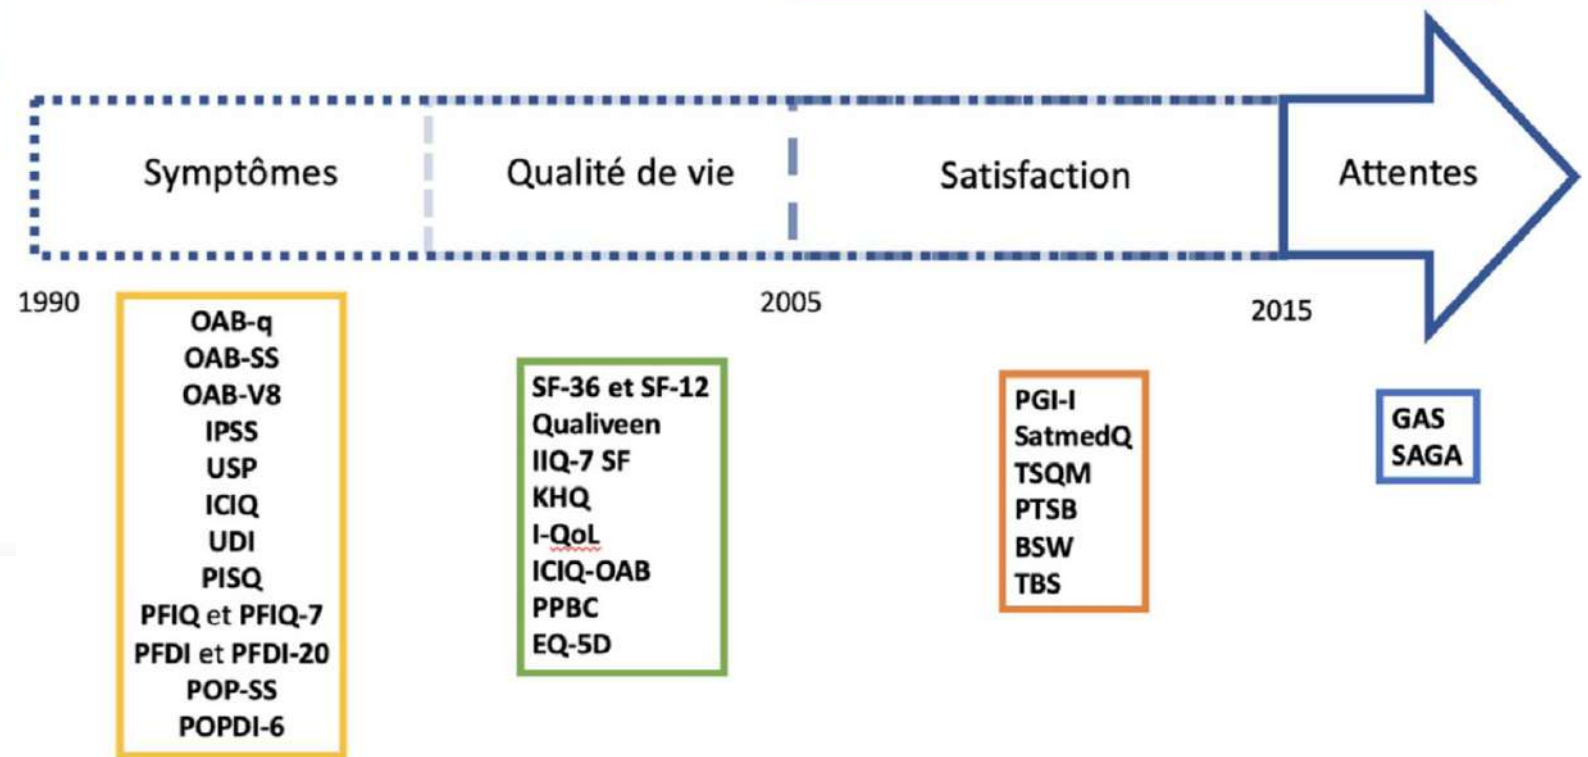 Symptômes
Qualité de vie
Satisfaction
Attentes
1990
2005
2015
OAB-q
OAB-SS
OAB-V8
IPSS
USP
ICIQ
UDI
PISQ
PFIQ et PFIQ-7
PFDI et PFDI-20
POP-SS
POPDI-6
SF-36 et SF-12
Qualiveen
IIQ-7 SF
KHQ
I-QoL
ICIQ-OAB
PPBC
EQ-5D
PGI-I
SatmedQ
TSQM
PTSB
BSW
TBS
GAS
SAGA